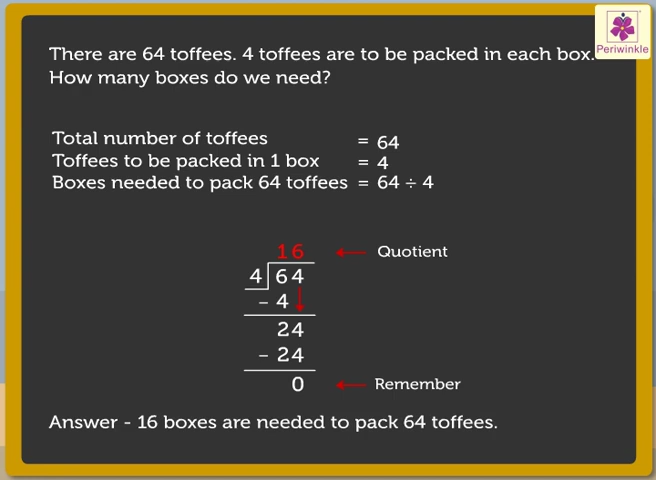 Periwinkle
There are 64 toffees. 4 toffees are to be packed in each box.
How many boxes do we need?
Total number of toffees = 64
Toffees to be packed in 1 box = 4
Boxes needed to pack 64 toffees = 64 ÷ 4
16 Quotient
4 64
- 4
24
- 24
0 Remember
Answer - 16 boxes are needed to pack 64 toffees.